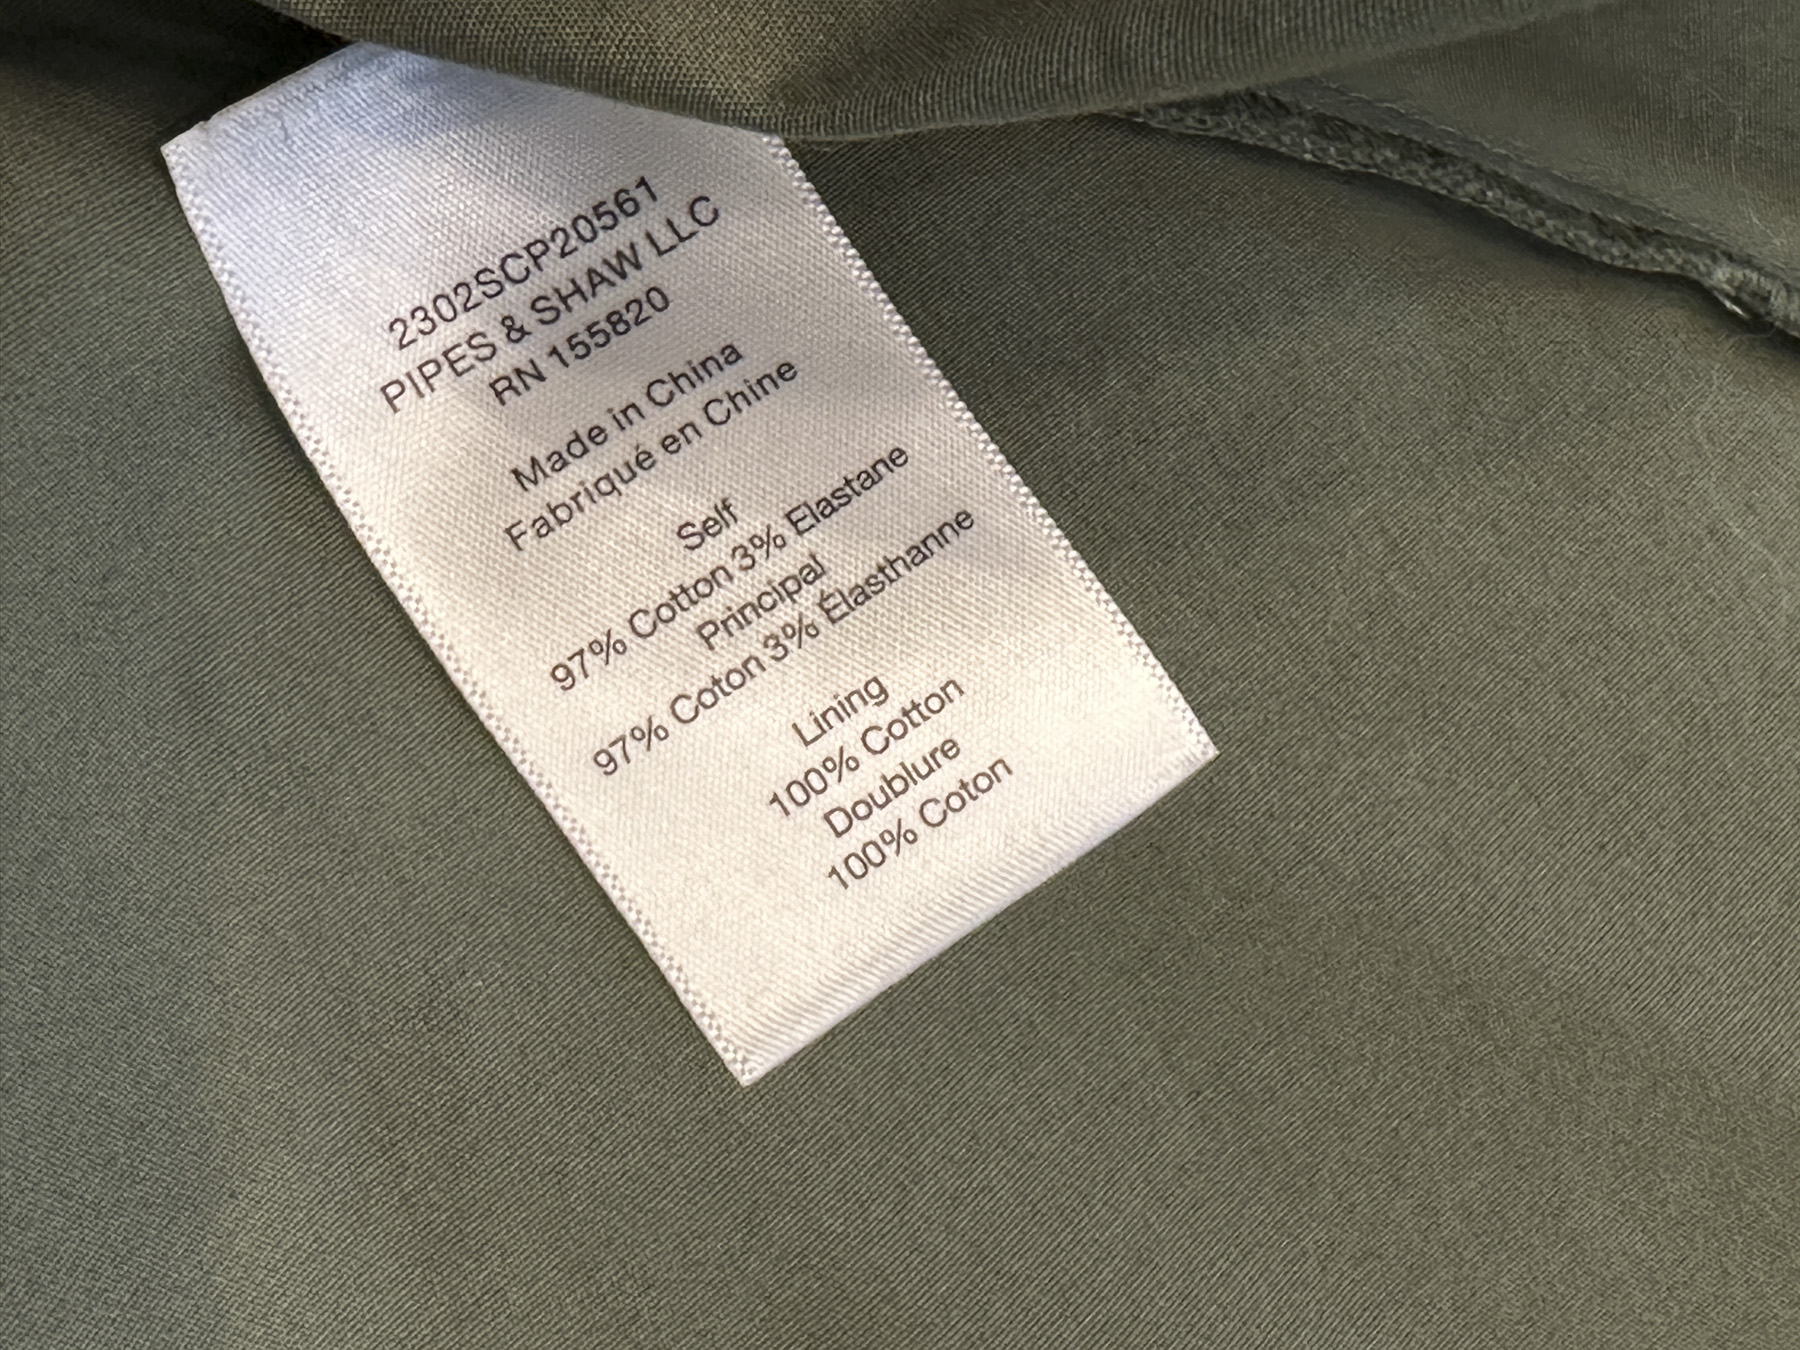 2302SCP20561
PIPES & SHAW LLC
RN 155820
Made in China
Fabriqué en Chine
Self
97% Cotton 3% Elastane
Principal
97% Coton 3% Élasthanne
Lining
100% Cotton
Doublure
100% Coton